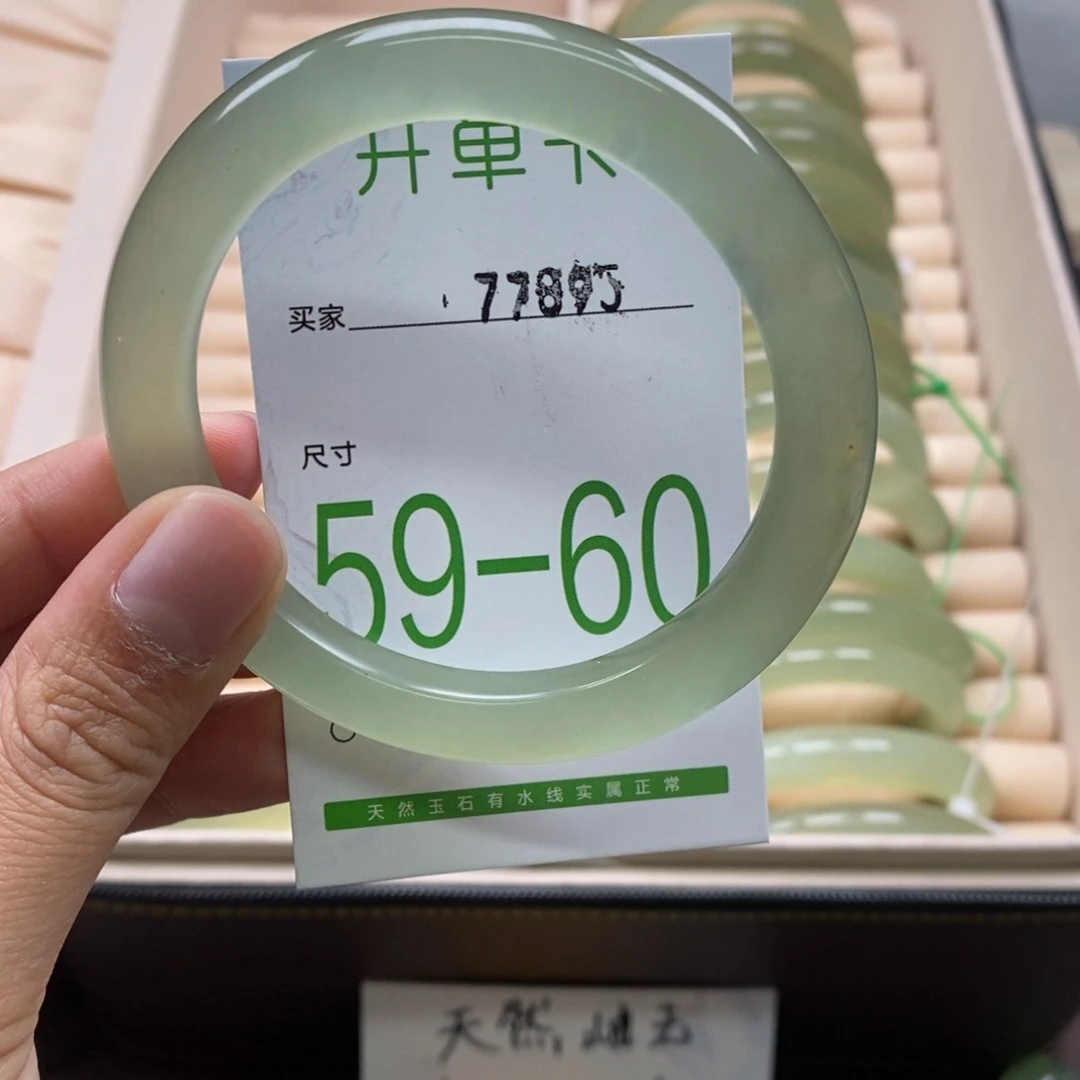 开单卡
买家 77895
尺寸
59-60
天然玉石有水线实属正常
天然岫玉